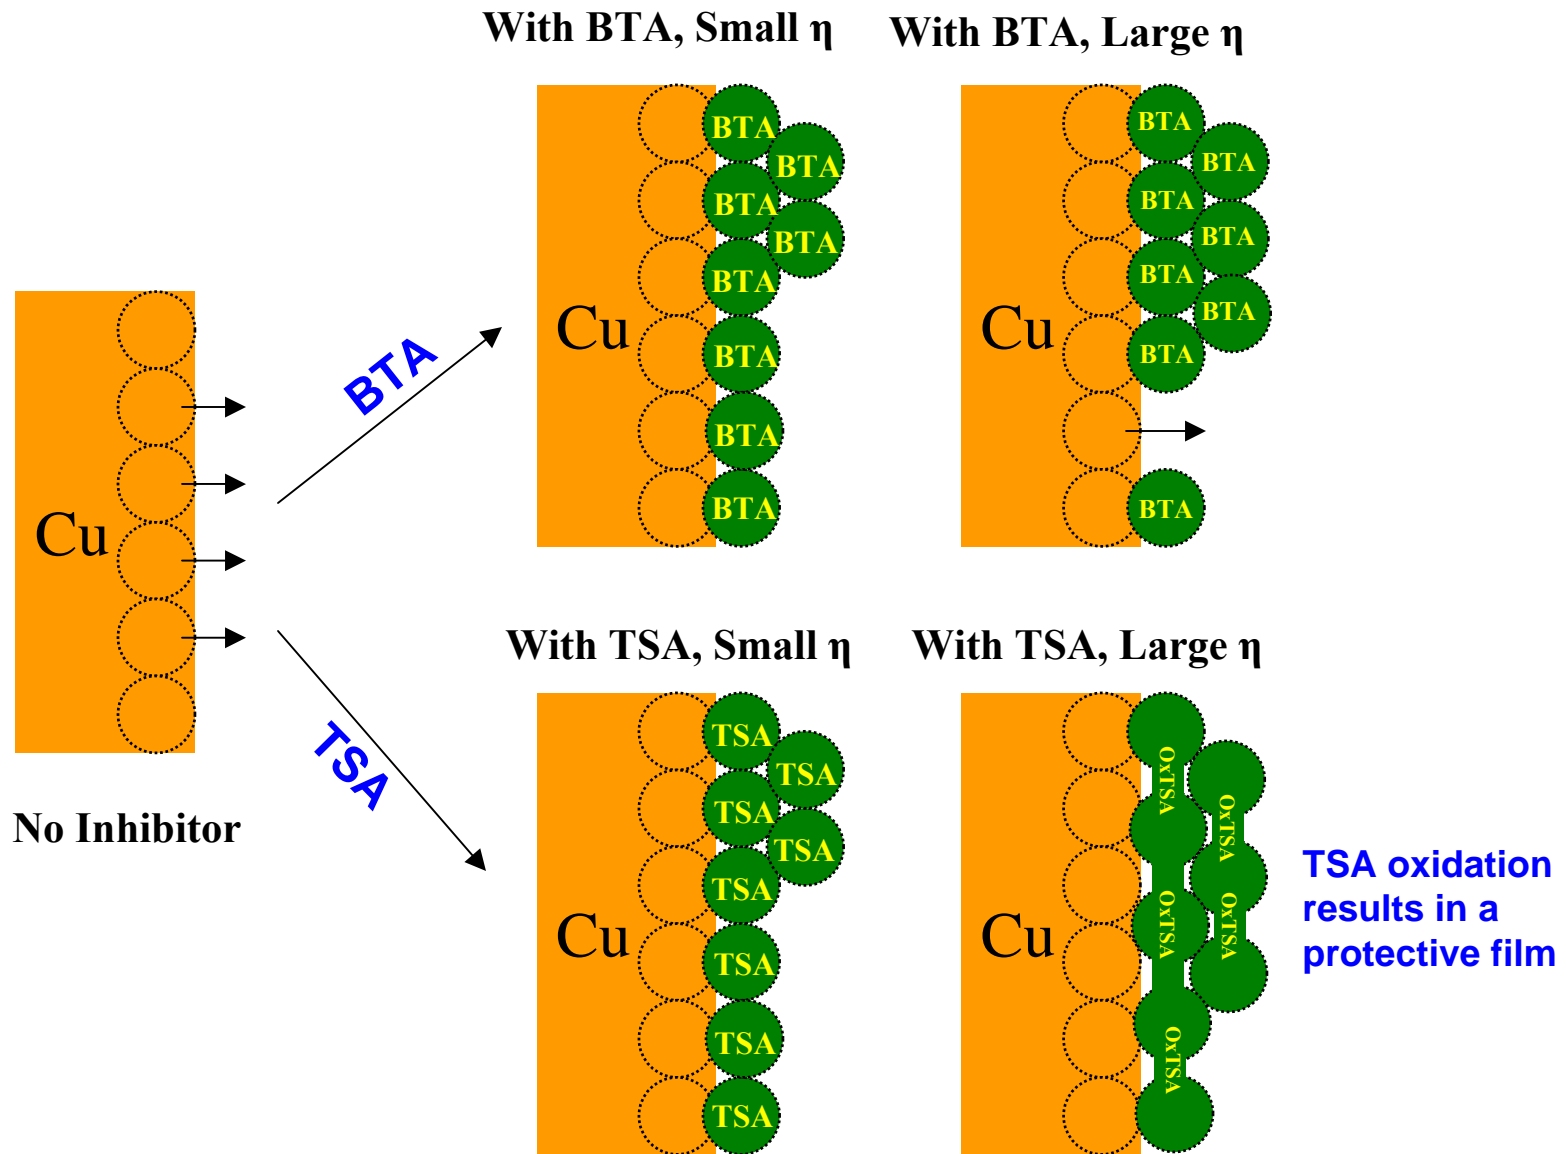 With BTA, Small η
With BTA, Large η
BTA
BTA
BTA
BTA
BTA
BTA
BTA
BTA
Cu
BTA
BTA
BTA
BTA
BTA
BTA
BTA
BTA
Cu
Cu
BTA
TSA
No Inhibitor
With TSA, Small η
With TSA, Large η
TSA
TSA
TSA
TSA
TSA
TSA
TSA
TSA
Cu
OxTSA
OxTSA
OxTSA
OxTSA
OxTSA
Cu
TSA oxidation
results in a
protective film